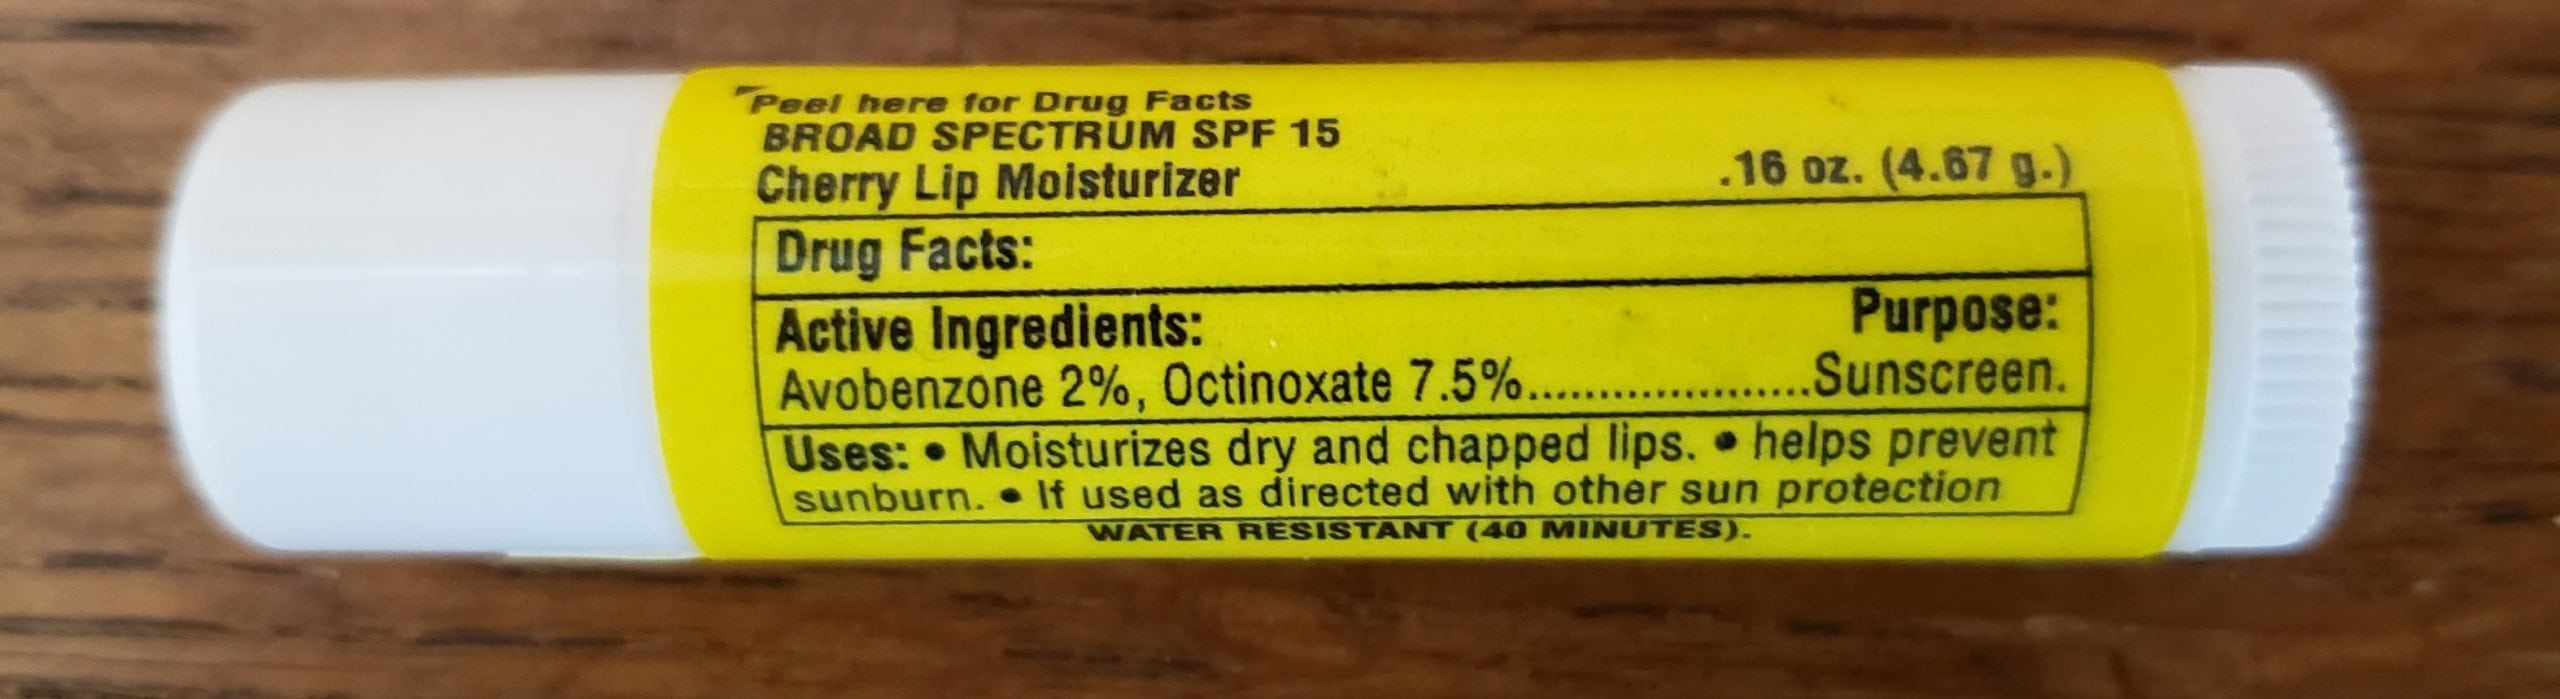 Peel here for Drug Facts
BROAD SPECTRUM SPF 15
Cherry Lip Moisturizer .16 oz. (4.67 g.)
Drug Facts:
Active Ingredients: Purpose:
Avobenzone 2%, Octinoxate 7.5%.....................Sunscreen.
Uses: • Moisturizes dry and chapped lips. • helps prevent
sunburn. • If used as directed with other sun protection
WATER RESISTANT (40 MINUTES).